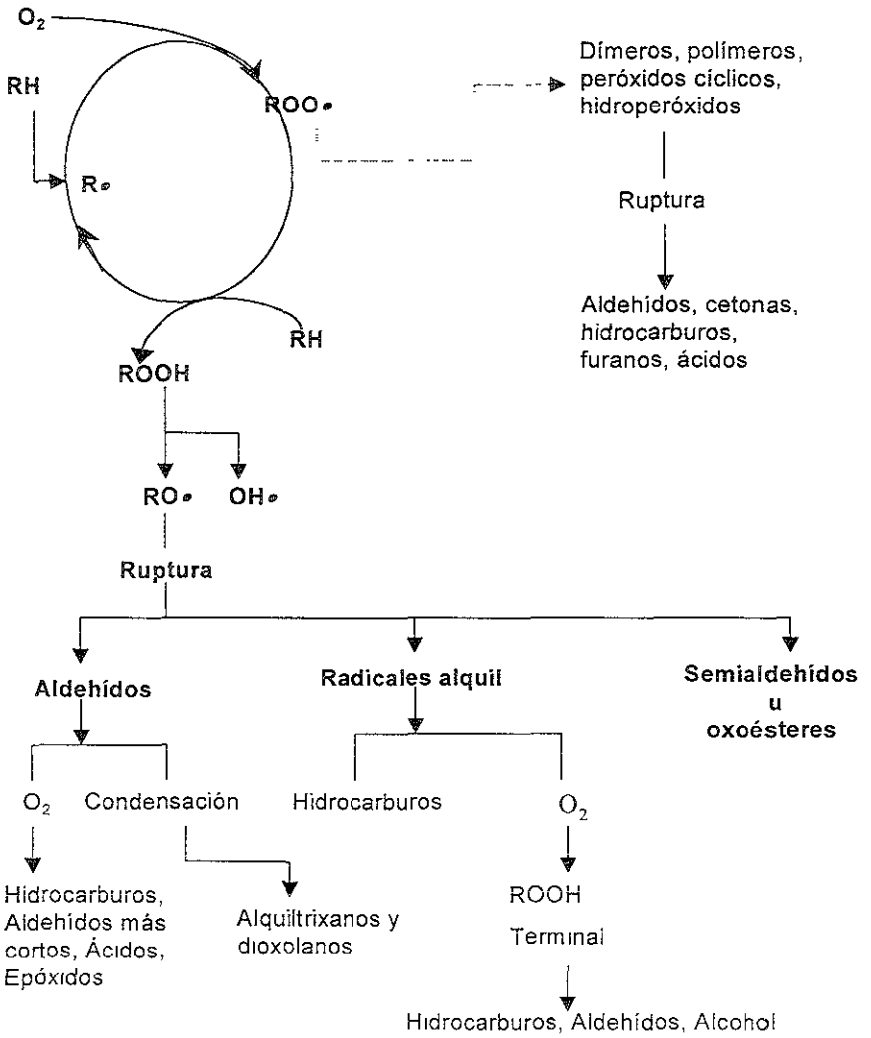 O₂
RH
ROO•
R•
RH
ROOH
RO• OH•
Ruptura
Dímeros, polímeros,
peróxidos cíclicos,
hidroperóxidos
Ruptura
Aldehídos, cetonas,
hidrocarburos,
furanos, ácidos
Aldehídos
Radicales alquil
Semialdehídos
u
oxoésteres
O₂ Condensación
Hidrocarburos
O₂
Hidrocarburos,
Aldehídos más
cortos, Ácidos,
Epóxidos
Alquiltrixanos y
dioxolanos
ROOH
Terminal
Hidrocarburos, Aldehídos, Alcohol